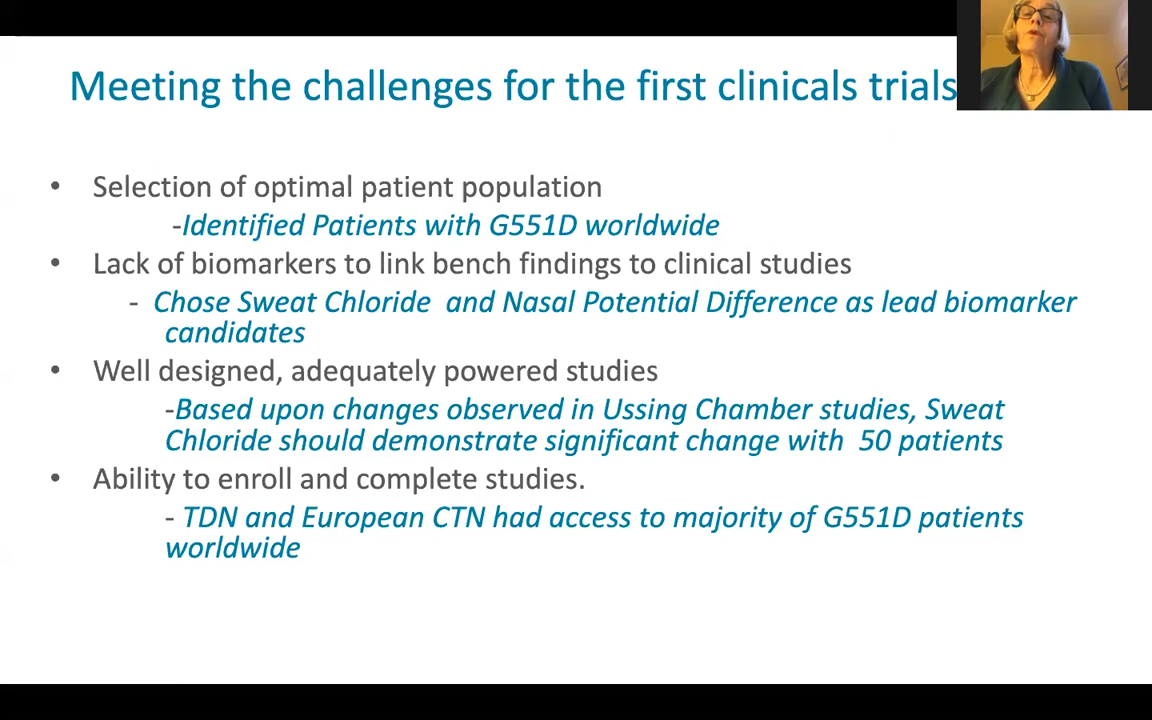 Meeting the challenges for the first clinicals trials
• Selection of optimal patient population
-Identified Patients with G551D worldwide
• Lack of biomarkers to link bench findings to clinical studies
- Chose Sweat Chloride and Nasal Potential Difference as lead biomarker
candidates
• Well designed, adequately powered studies
-Based upon changes observed in Ussing Chamber studies, Sweat
Chloride should demonstrate significant change with 50 patients
• Ability to enroll and complete studies.
- TDN and European CTN had access to majority of G551D patients
worldwide